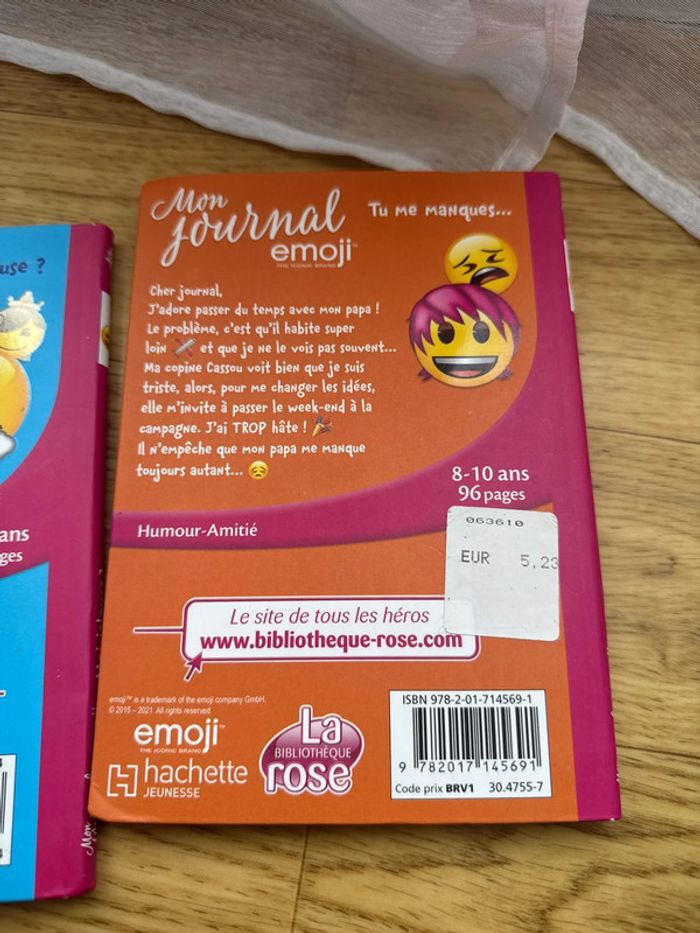 Mon journal
emoji™
THE ICONIC BRAND
Tu me manques...
Cher journal,
J'adore passer du temps avec mon papa !
Le problème, c'est qu'il habite super
loin et que je ne le vois pas souvent...
Ma copine Cassou voit bien que je suis
triste, alors, pour me changer les idées,
elle m'invite à passer le week-end à la
campagne. J'ai TROP hâte !
Il n'empêche que mon papa me manque
toujours autant...
8-10 ans
96 pages
Humour-Amitié
063610
EUR 5,23
Le site de tous les héros
www.bibliotheque-rose.com
emoji™ is a trademark of the emoji company GmbH.
© 2015 – 2021. All rights reserved.
emoji™
THE ICONIC BRAND
hachette
JEUNESSE
La
BIBLIOTHÈQUE
rose
ISBN 978-2-01-714569-1
9 782017 145691
Code prix BRV1 30.4755-7
use ?
ans
ges
Mon